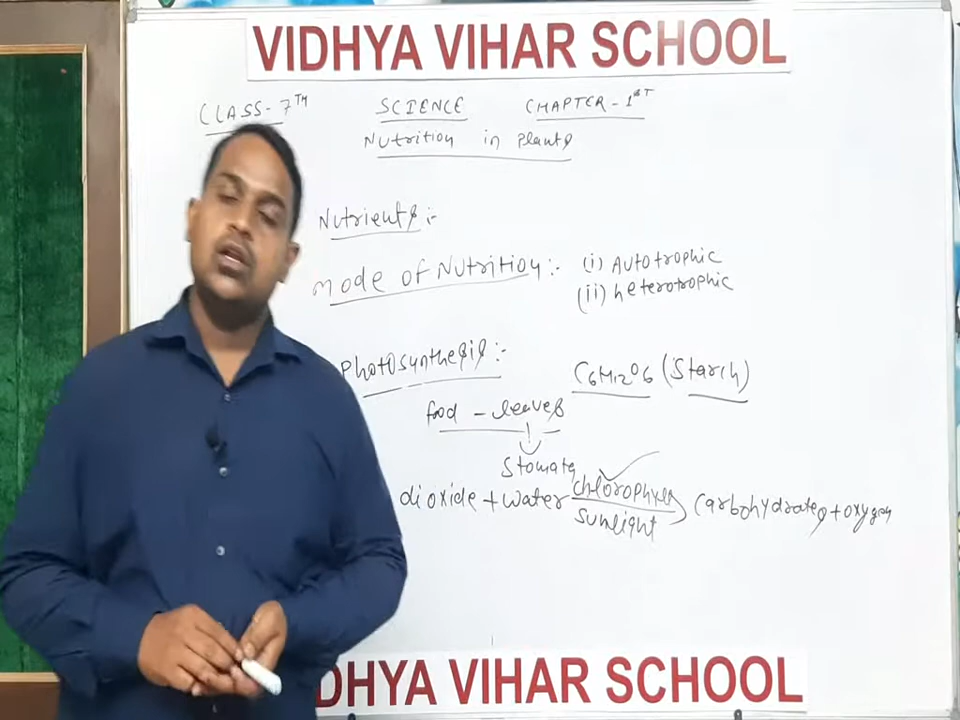 VIDHYA VIHAR SCHOOL
CLASS-7TH SCIENCE CHAPTER-1ST
Nutrition in Plants
Nutrients :-
Mode of Nutrition :- (i) Autotrophic
(ii) heterotrophic
Photosynthesis :-
C6H12O6 (Starch)
food - leaves
Stomata
dioxide + water chlorophyll Carbohydrates + oxygen
sunlight
DHYA VIHAR SCHOOL